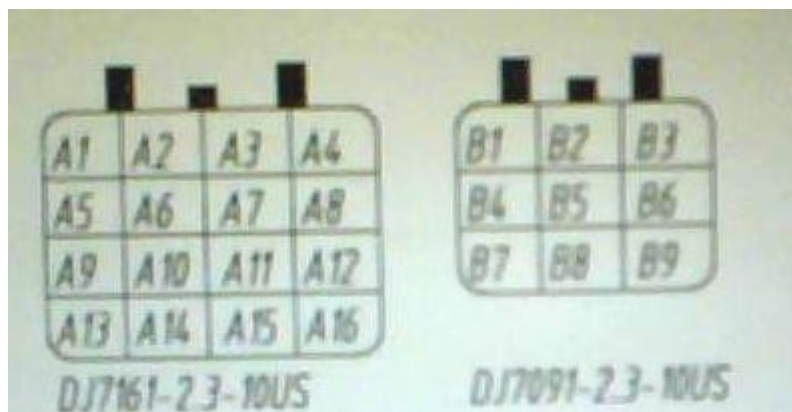 A1 A2 A3 A4
A5 A6 A7 A8
A9 A10 A11 A12
A13 A14 A15 A16
DJ7161-2.3-10US
B1 B2 B3
B4 B5 B6
B7 B8 B9
DJ7091-2.3-10US